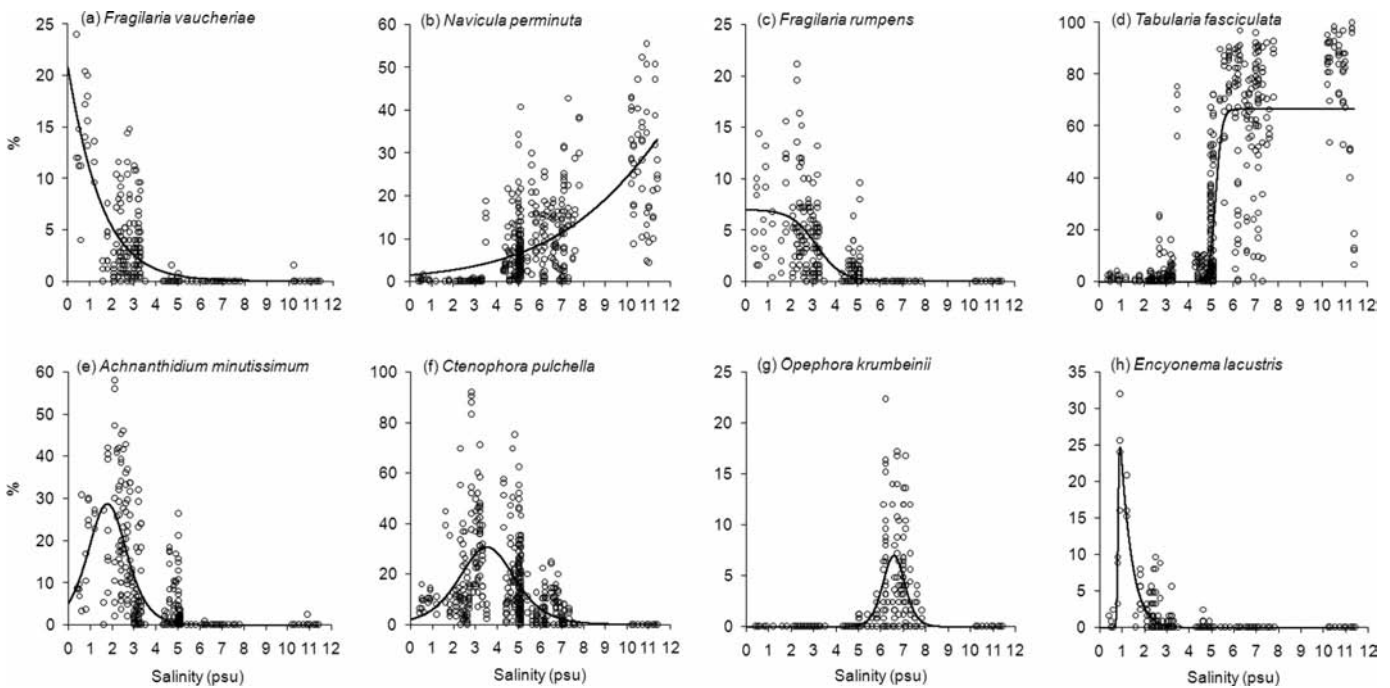 (a) Fragilaria vaucheriae
(b) Navicula perminuta
(c) Fragilaria rumpens
(d) Tabularia fasciculata
%
25
20
15
10
5
0
0 1 2 3 4 5 6 7 8 9 10 11 12
60
50
40
30
20
10
0
0 1 2 3 4 5 6 7 8 9 10 11 12
25
20
15
10
5
0
0 1 2 3 4 5 6 7 8 9 10 11 12
100
80
60
40
20
0
0 1 2 3 4 5 6 7 8 9 10 11 12
(e) Achnanthidium minutissimum
(f) Ctenophora pulchella
(g) Opephora krumbeinii
(h) Encyonema lacustris
%
60
50
40
30
20
10
0
0 1 2 3 4 5 6 7 8 9 10 11 12
Salinity (psu)
100
80
60
40
20
0
0 1 2 3 4 5 6 7 8 9 10 11 12
Salinity (psu)
25
20
15
10
5
0
0 1 2 3 4 5 6 7 8 9 10 11 12
Salinity (psu)
35
30
25
20
15
10
5
0
0 1 2 3 4 5 6 7 8 9 10 11 12
Salinity (psu)